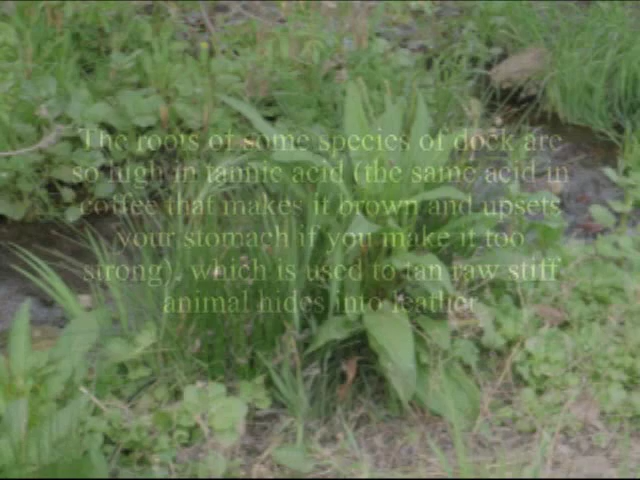 The roots of some species of dock are
so high in tannic acid (the same acid in
coffee that makes it brown and upsets
your stomach if you make it too
strong) which is used to tan raw stiff
animal hides into leather